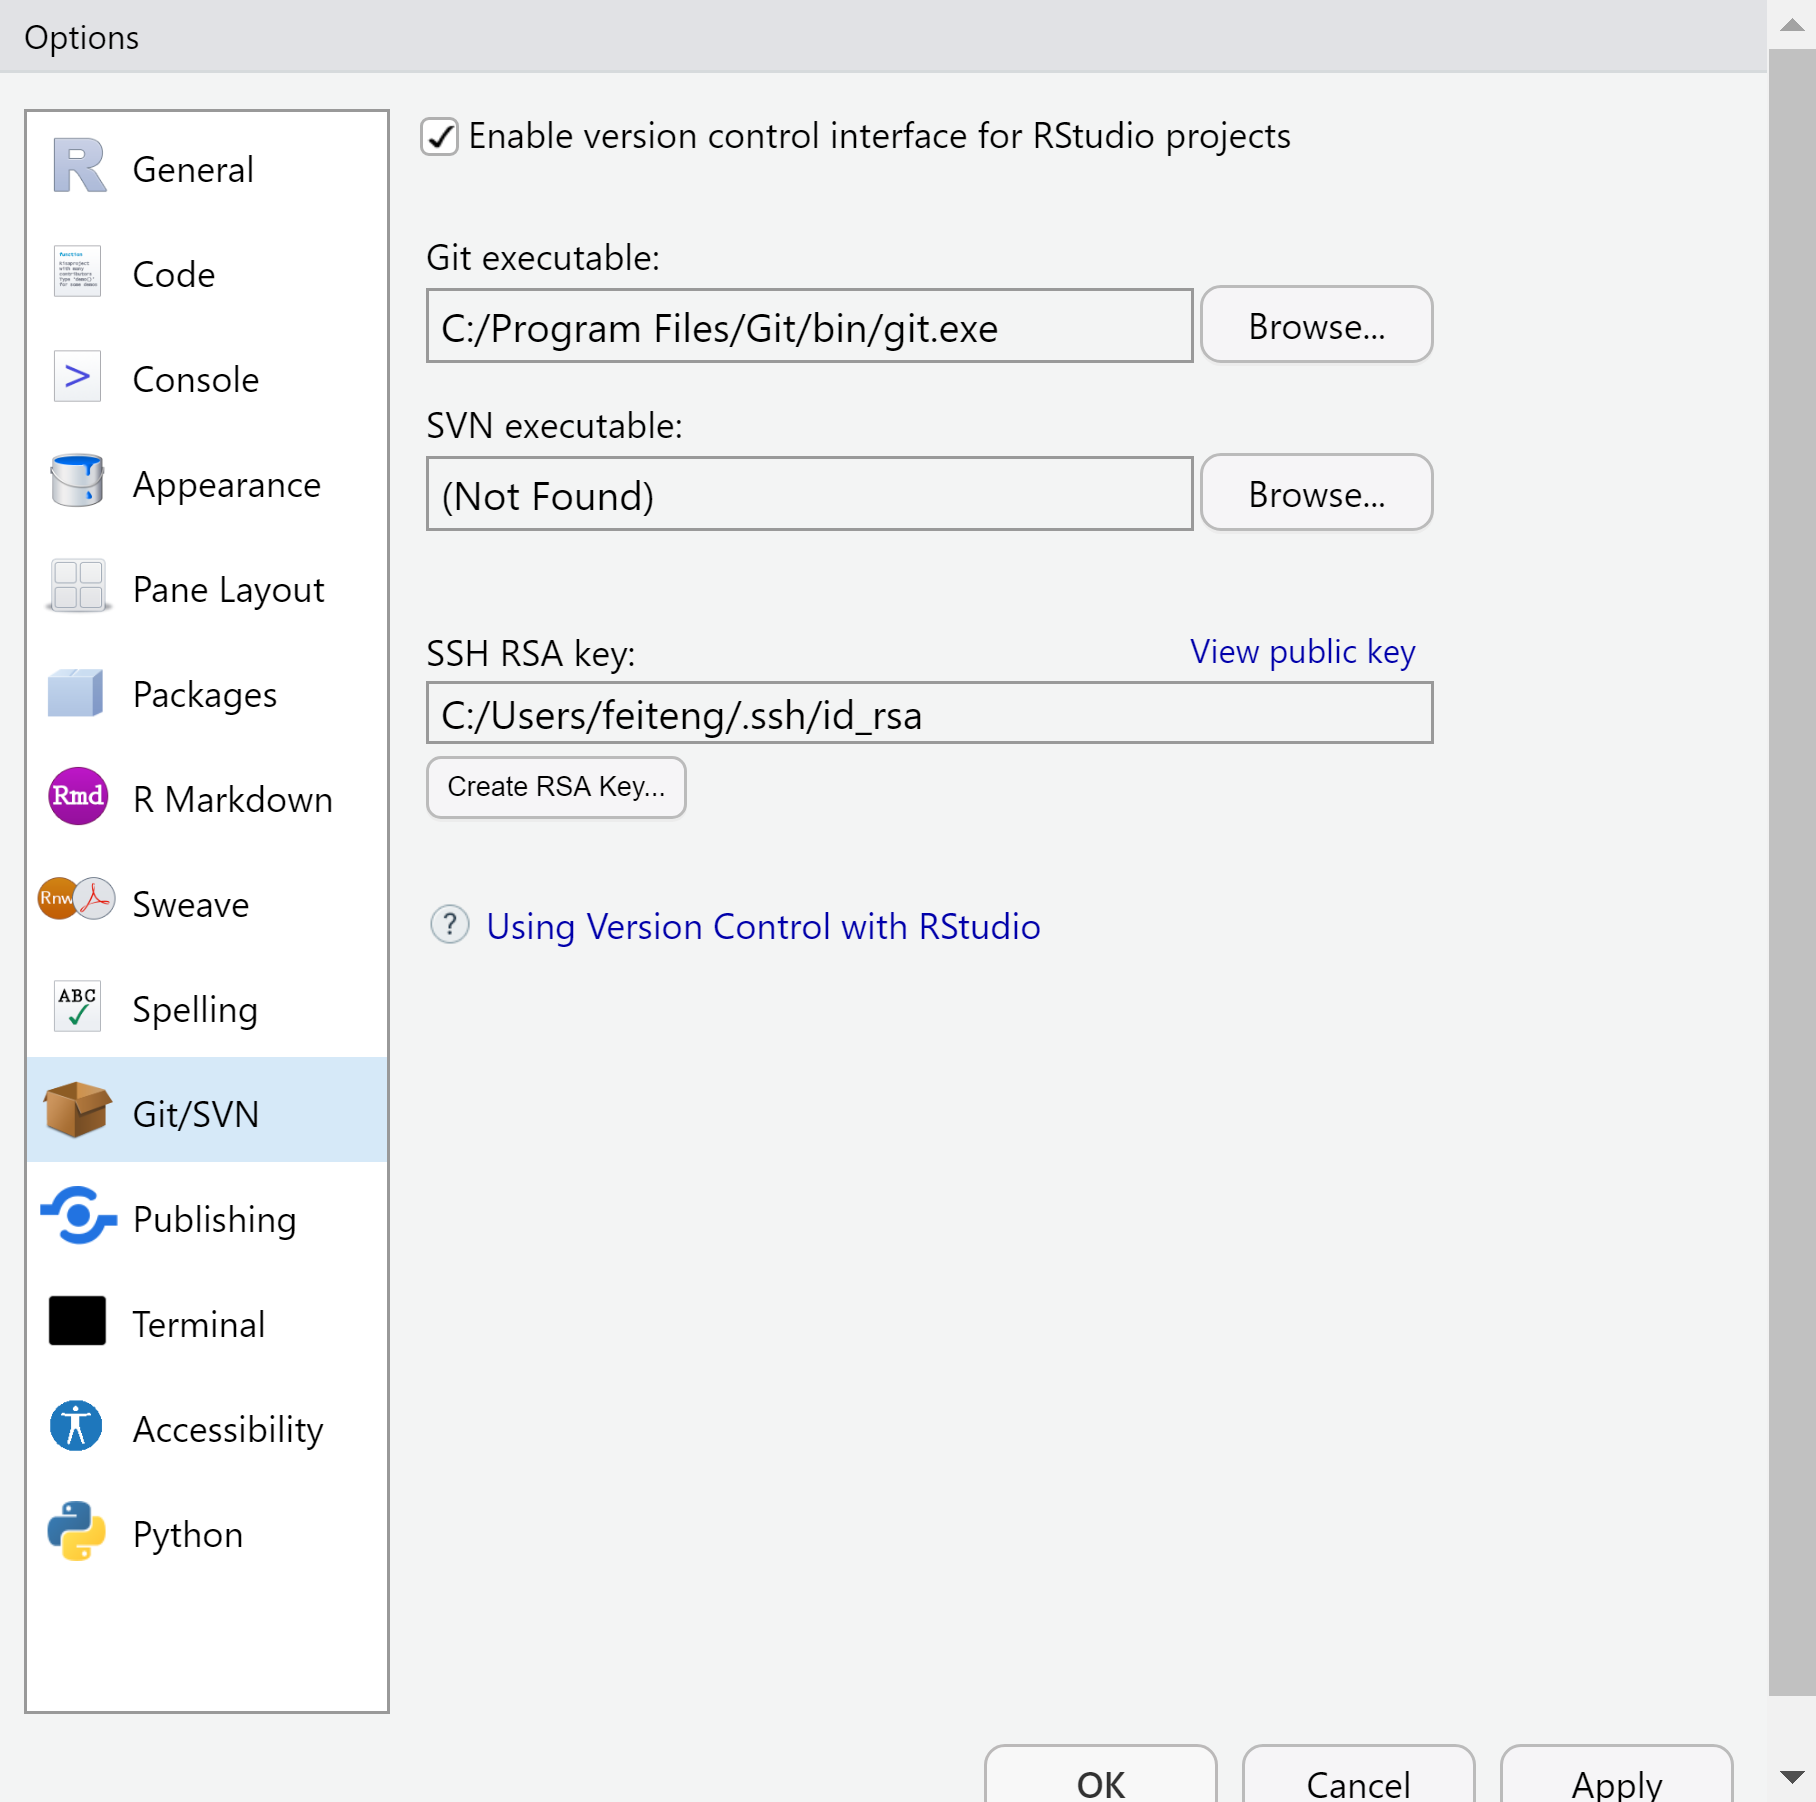 Options
General
Code
Console
Appearance
Pane Layout
Packages
Rmd
R Markdown
Rnw
Sweave
ABC
Spelling
Git/SVN
Publishing
Terminal
Accessibility
Python
Enable version control interface for RStudio projects
Git executable:
C:/Program Files/Git/bin/git.exe
Browse...
SVN executable:
(Not Found)
Browse...
SSH RSA key:
View public key
C:/Users/feiteng/.ssh/id_rsa
Create RSA Key...
? Using Version Control with RStudio
OK
Cancel
Apply